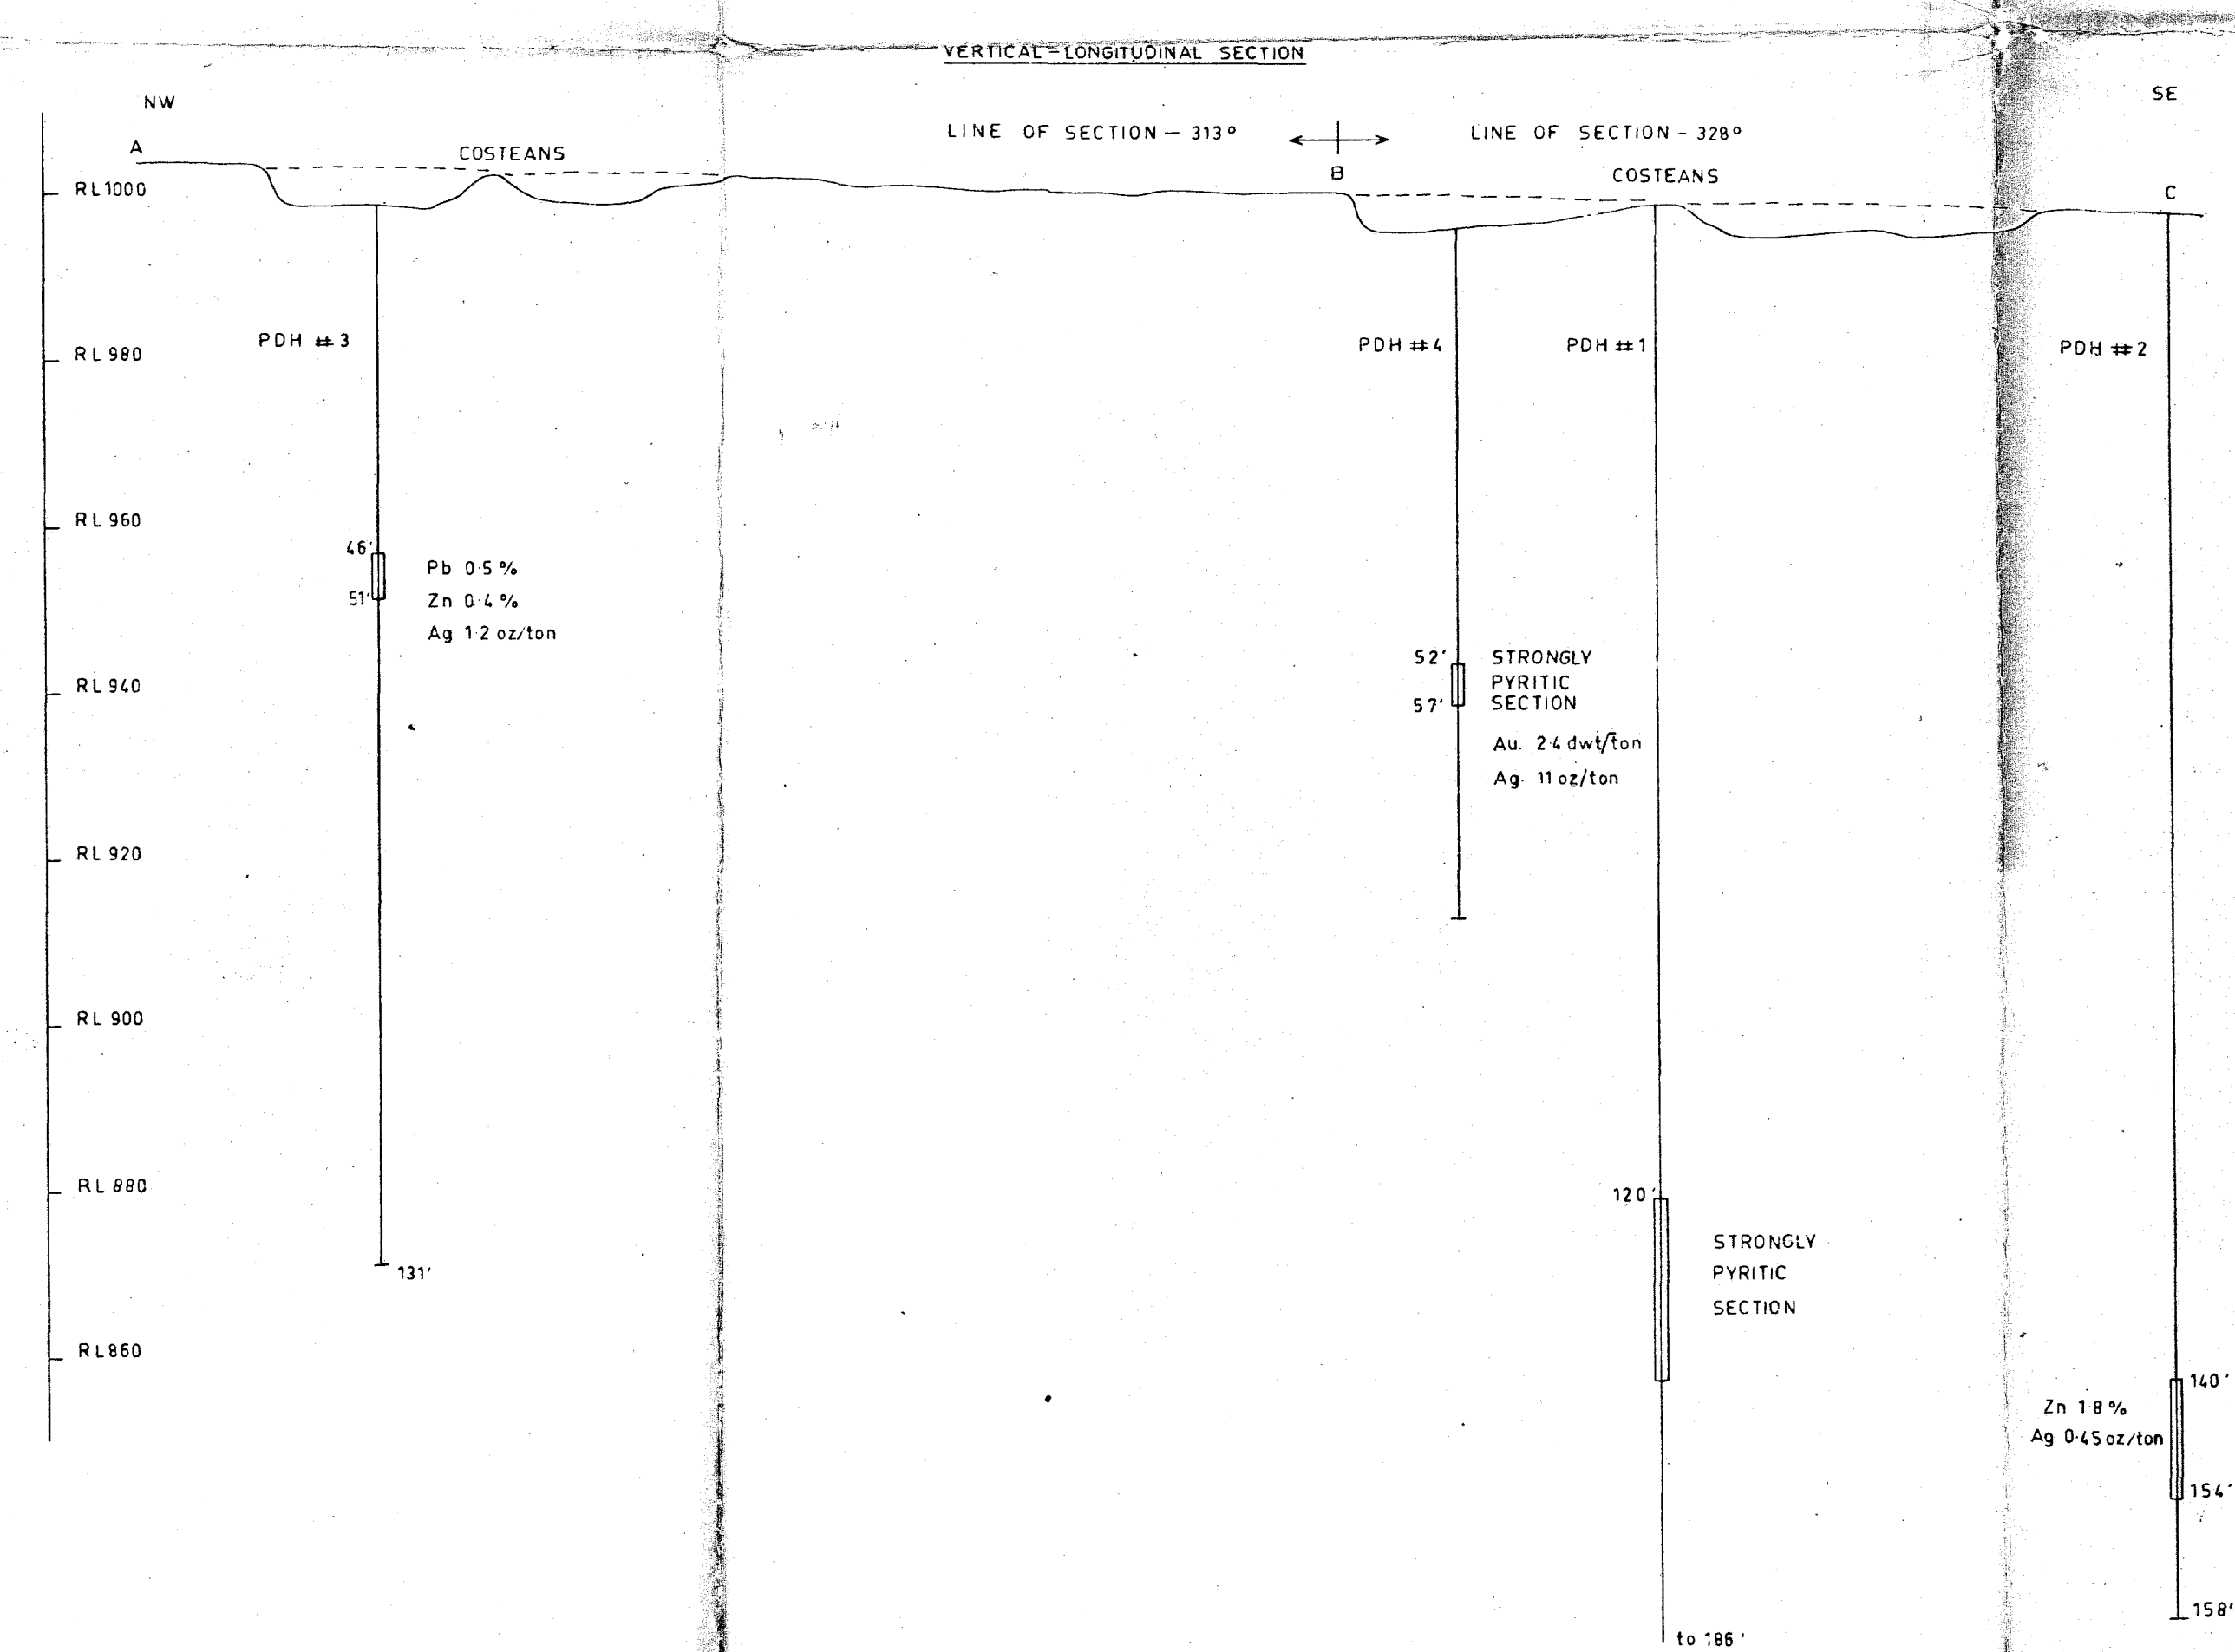 VERTICAL-LONGITUDINAL SECTION
NW
SE
LINE OF SECTION - 313°
LINE OF SECTION - 328°
A
COSTEANS
B
COSTEANS
C
RL 1000
RL 980
RL 960
RL 940
RL 920
RL 900
RL 880
RL 860
PDH #3
46'
51'
Pb 0·5 %
Zn 0·4 %
Ag 1·2 oz/ton
131'
PDH #4
52'
57'
STRONGLY
PYRITIC
SECTION
Au. 2·4 dwt/ton
Ag. 11 oz/ton
PDH #1
120'
STRONGLY
PYRITIC
SECTION
to 186'
PDH #2
140'
Zn 1·8 %
Ag 0·45 oz/ton
154'
158'